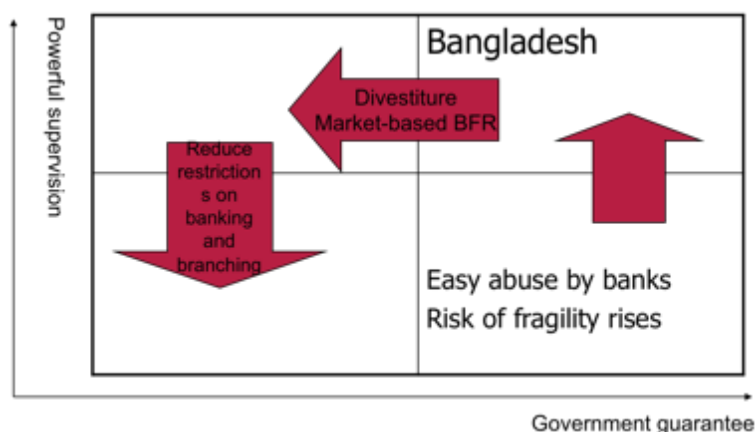 Powerful supervision
Bangladesh
Divestiture
Market-based BFR
Reduce
restriction
s on
banking
and
branching
Easy abuse by banks
Risk of fragility rises
Government guarantee